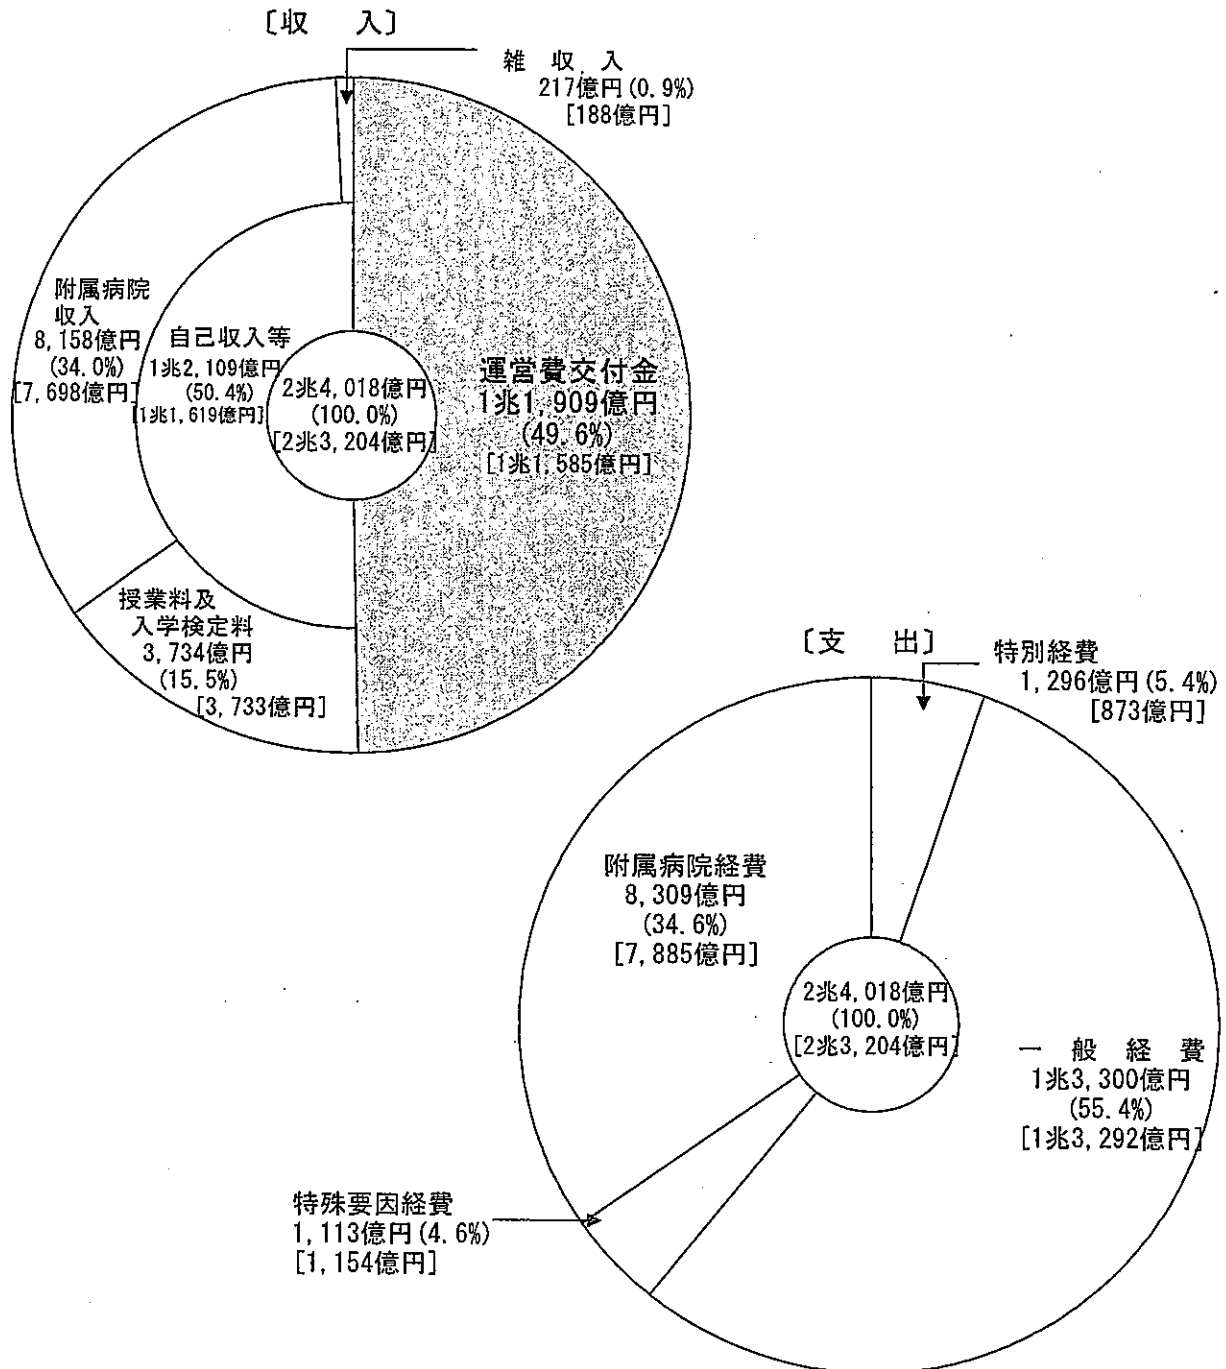 〔収　入〕
雑　収　入
217億円(0.9%)
[188億円]
附属病院
収入
8,158億円
(34.0%)
[7,698億円]
自己収入等
1兆2,109億円
(50.4%)
[1兆1,619億円]
2兆4,018億円
(100.0%)
[2兆3,204億円]
運営費交付金
1兆1,909億円
(49.6%)
[1兆1,585億円]
授業料及
入学検定料
3,734億円
(15.5%)
[3,733億円]
〔支　出〕
特別経費
1,296億円(5.4%)
[873億円]
附属病院経費
8,309億円
(34.6%)
[7,885億円]
2兆4,018億円
(100.0%)
[2兆3,204億円]
一　般　経　費
1兆3,300億円
(55.4%)
[1兆3,292億円]
特殊要因経費
1,113億円(4.6%)
[1,154億円]